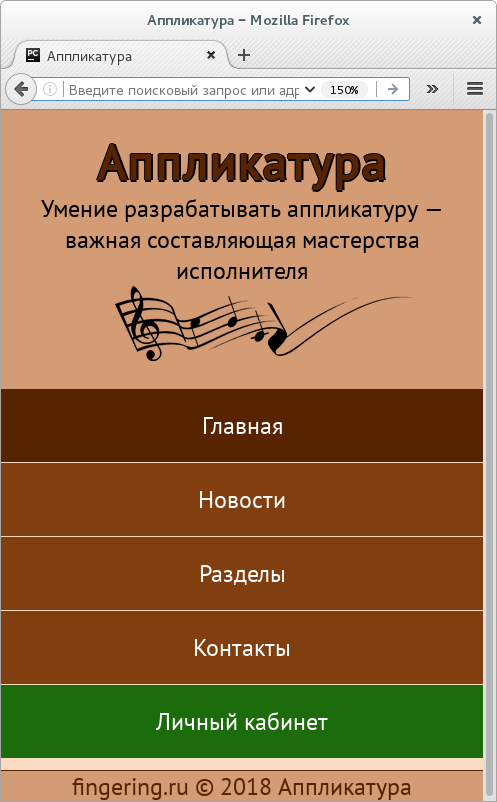 Аппликатура – Mozilla Firefox
PC Аппликатура
Введите поисковый запрос или адр 150%
Аппликатура
Умение разрабатывать аппликатуру —
важная составляющая мастерства
исполнителя
Главная
Новости
Разделы
Контакты
Личный кабинет
fingering.ru © 2018 Аппликатура